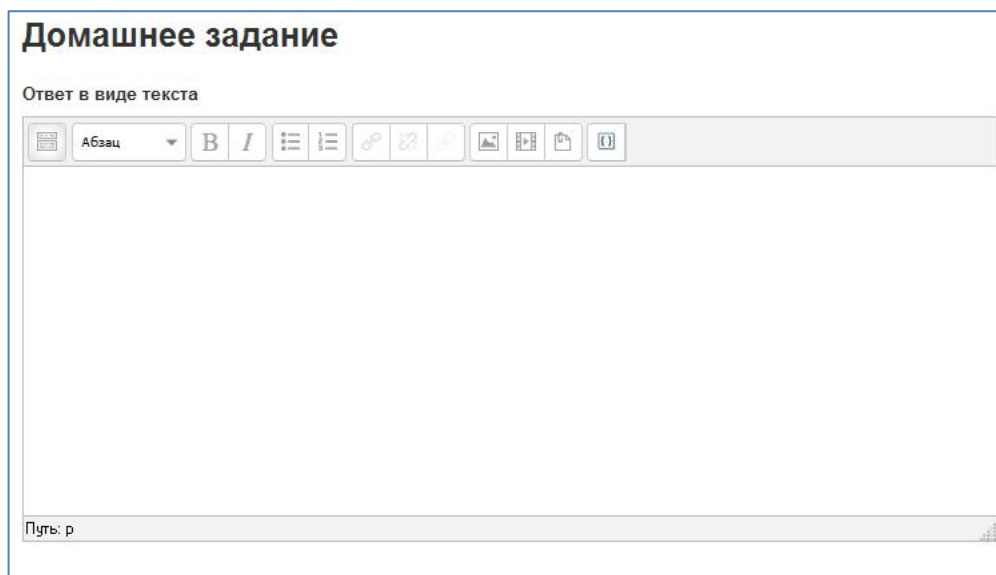 Домашнее задание
Ответ в виде текста
Абзац B I
Путь: p